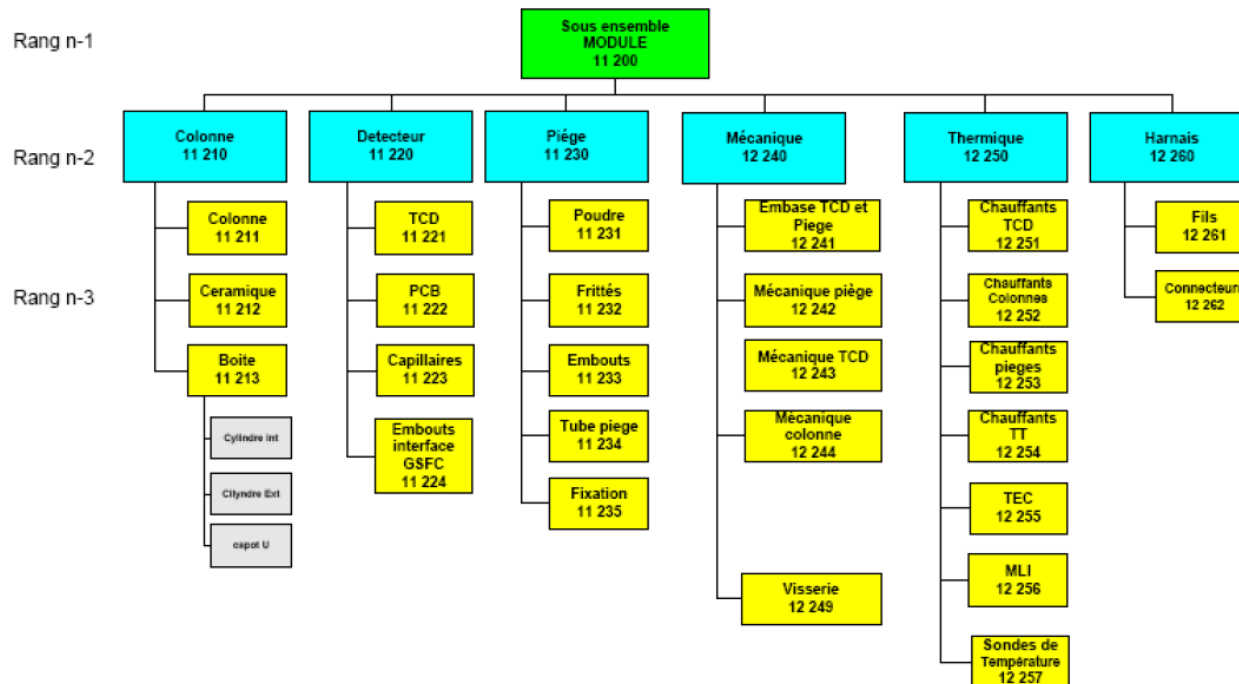 Rang n-1
Sous ensemble
MODULE
11 200
Rang n-2
Colonne
11 210
Detecteur
11 220
Piége
11 230
Mécanique
12 240
Thermique
12 250
Harnais
12 260
Rang n-3
Colonne
11 211
Ceramique
11 212
Boite
11 213
Cylindre Int
Cilyndre Ext
capot U
TCD
11 221
PCB
11 222
Capillaires
11 223
Embouts
interface
GSFC
11 224
Poudre
11 231
Frittés
11 232
Embouts
11 233
Tube piege
11 234
Fixation
11 235
Embase TCD et
Piege
12 241
Mécanique piège
12 242
Mécanique TCD
12 243
Mécanique
colonne
12 244
Visserie
12 249
Chauffants
TCD
12 251
Chauffants
Colonnes
12 252
Chauffants
pieges
12 253
Chauffants
TT
12 254
TEC
12 255
MLI
12 256
Sondes de
Température
12 257
Fils
12 261
Connecteurs
12 262